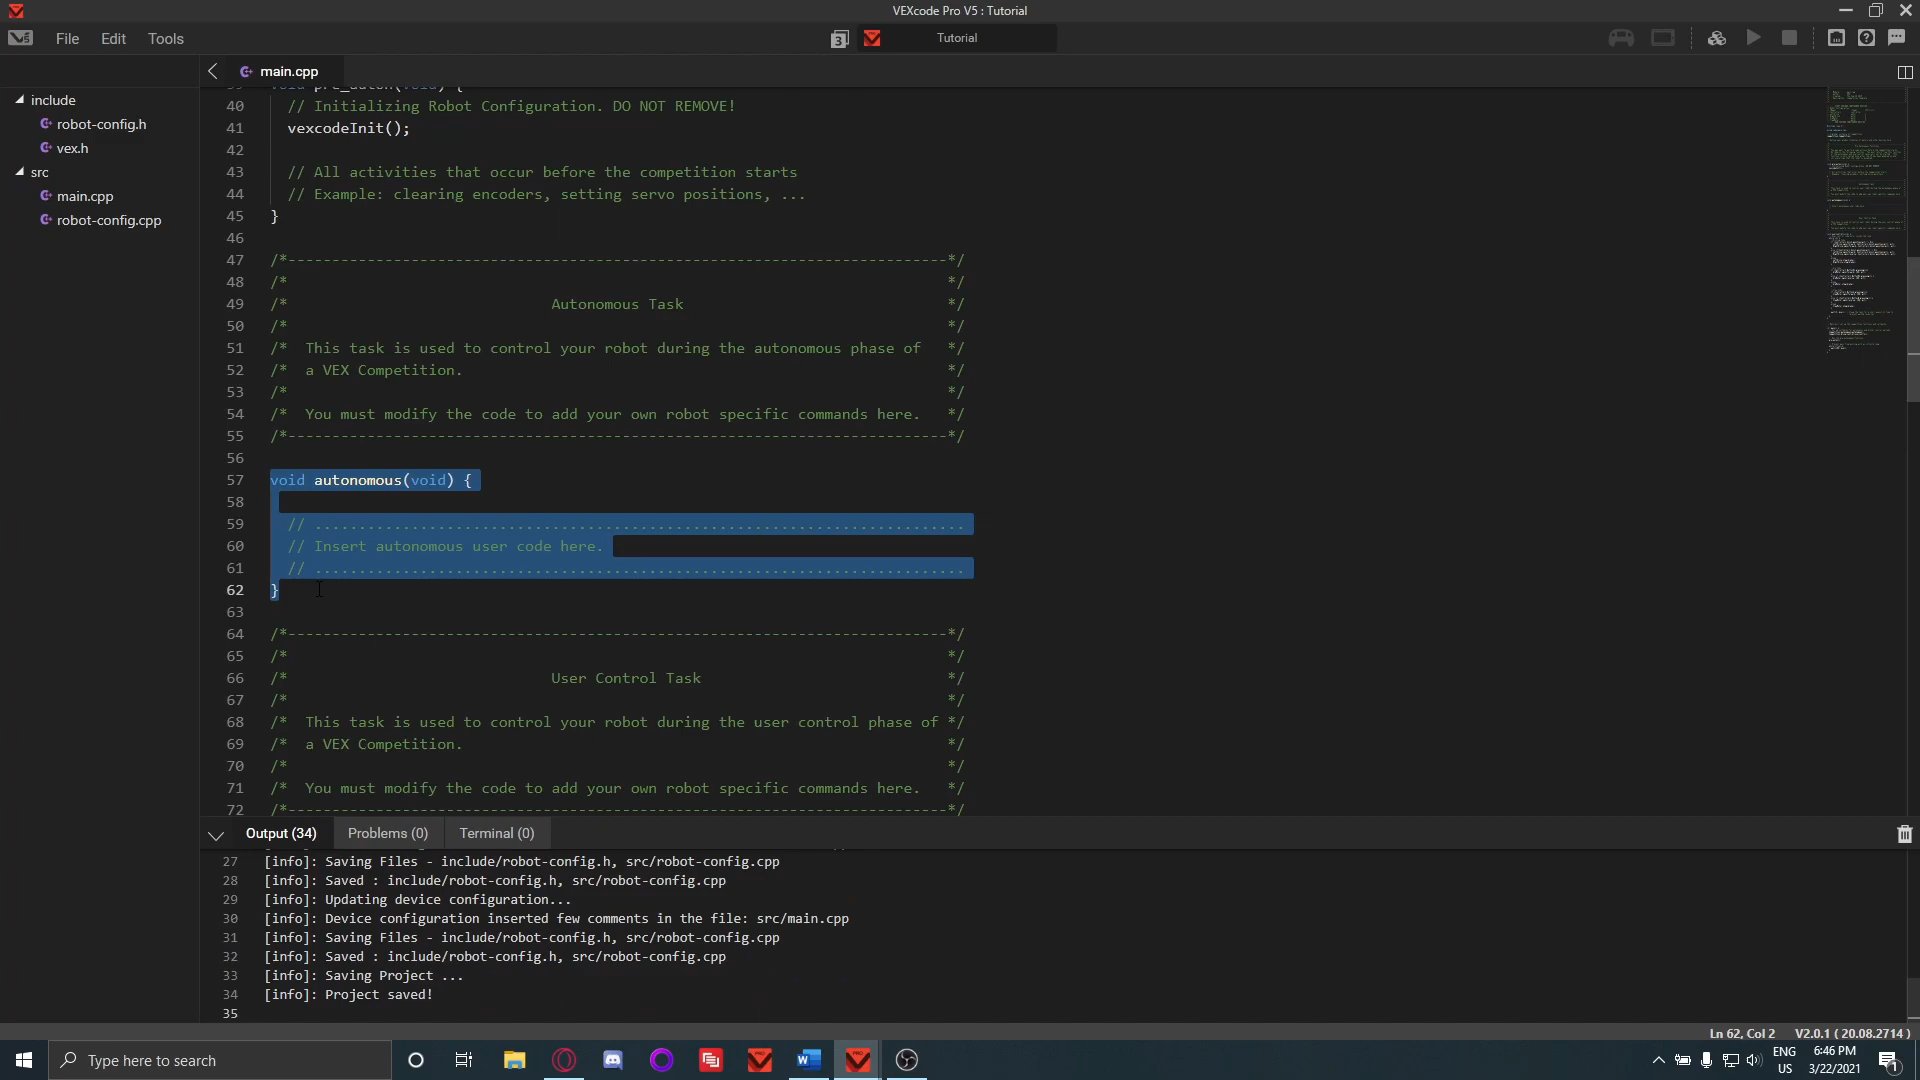 VEXcode Pro V5 : Tutorial
File Edit Tools
3 Tutorial
main.cpp
include
robot-config.h
vex.h
src
main.cpp
robot-config.cpp
void pre_auton(void) {
40 // Initializing Robot Configuration. DO NOT REMOVE!
41 vexcodeInit();
42
43 // All activities that occur before the competition starts
44 // Example: clearing encoders, setting servo positions, ...
45 }
46
47 /*---------------------------------------------------------------------------*/
48 /* */
49 /* Autonomous Task */
50 /* */
51 /* This task is used to control your robot during the autonomous phase of */
52 /* a VEX Competition. */
53 /* */
54 /* You must modify the code to add your own robot specific commands here. */
55 /*---------------------------------------------------------------------------*/
56
57 void autonomous(void) {
58
59 // ..........................................................................
60 // Insert autonomous user code here.
61 // ..........................................................................
62 }
63
64 /*---------------------------------------------------------------------------*/
65 /* */
66 /* User Control Task */
67 /* */
68 /* This task is used to control your robot during the user control phase of */
69 /* a VEX Competition. */
70 /* */
71 /* You must modify the code to add your own robot specific commands here. */
72 /*---------------------------------------------------------------------------*/
Output (34) Problems (0) Terminal (0)
27 [info]: Saving Files - include/robot-config.h, src/robot-config.cpp
28 [info]: Saved : include/robot-config.h, src/robot-config.cpp
29 [info]: Updating device configuration...
30 [info]: Device configuration inserted few comments in the file: src/main.cpp
31 [info]: Saving Files - include/robot-config.h, src/robot-config.cpp
32 [info]: Saved : include/robot-config.h, src/robot-config.cpp
33 [info]: Saving Project ...
34 [info]: Project saved!
35
Ln 62, Col 2 V2.0.1 ( 20.08.2714 )
Type here to search
ENG
US
6:46 PM
3/22/2021
1